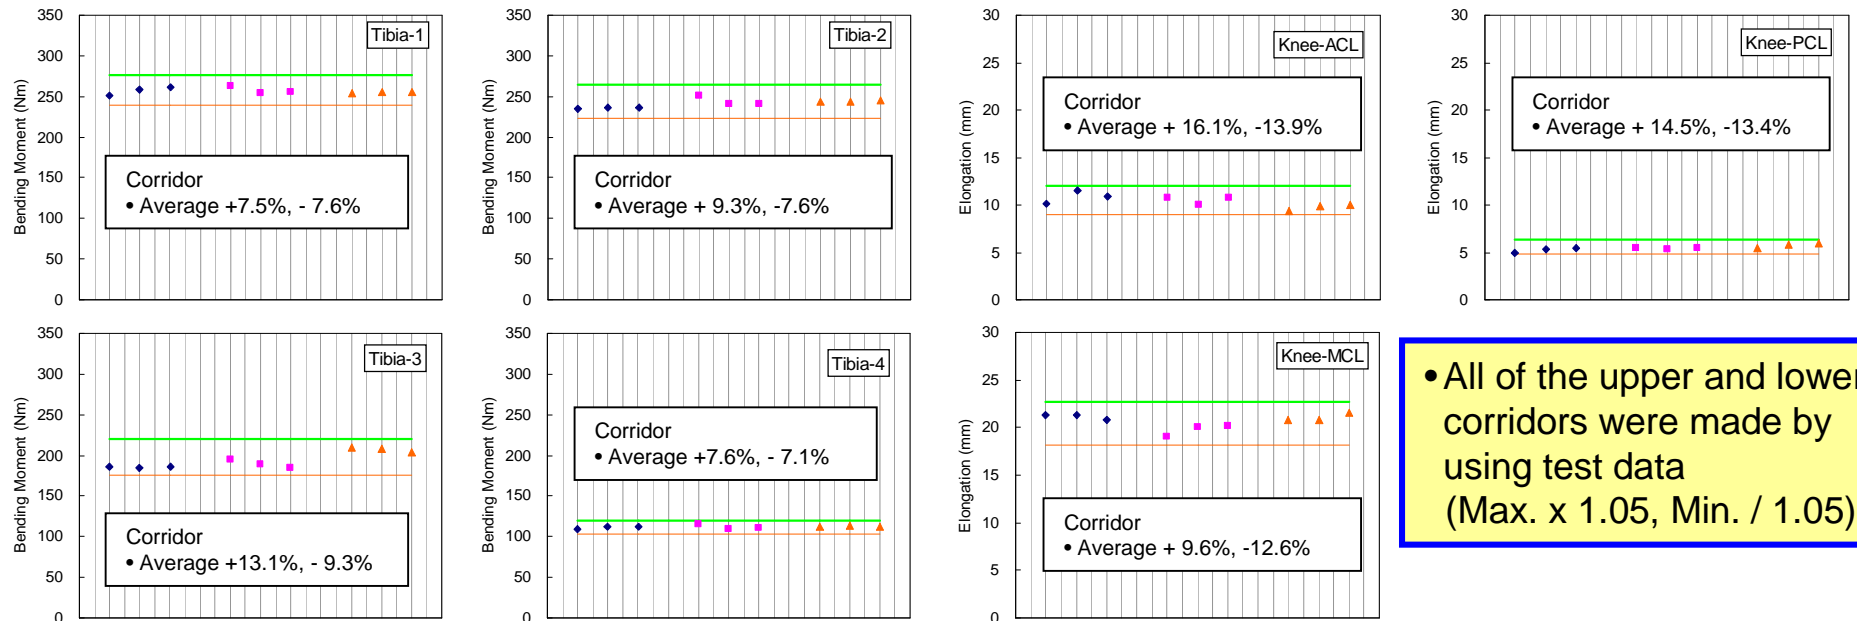 Tibia-1
Bending Moment (Nm)
350
300
250
200
150
100
50
0
Corridor
• Average +7.5%, - 7.6%
Tibia-2
Bending Moment (Nm)
350
300
250
200
150
100
50
0
Corridor
• Average + 9.3%, -7.6%
Knee-ACL
Elongation (mm)
30
25
20
15
10
5
0
Corridor
• Average + 16.1%, -13.9%
Knee-PCL
Elongation (mm)
30
25
20
15
10
5
0
Corridor
• Average + 14.5%, -13.4%
Tibia-3
Bending Moment (Nm)
350
300
250
200
150
100
50
0
Corridor
• Average +13.1%, - 9.3%
Tibia-4
Bending Moment (Nm)
350
300
250
200
150
100
50
0
Corridor
• Average +7.6%, - 7.1%
Knee-MCL
Elongation (mm)
30
25
20
15
10
5
0
Corridor
• Average + 9.6%, -12.6%
• All of the upper and lower
corridors were made by
using test data
(Max. x 1.05, Min. / 1.05)